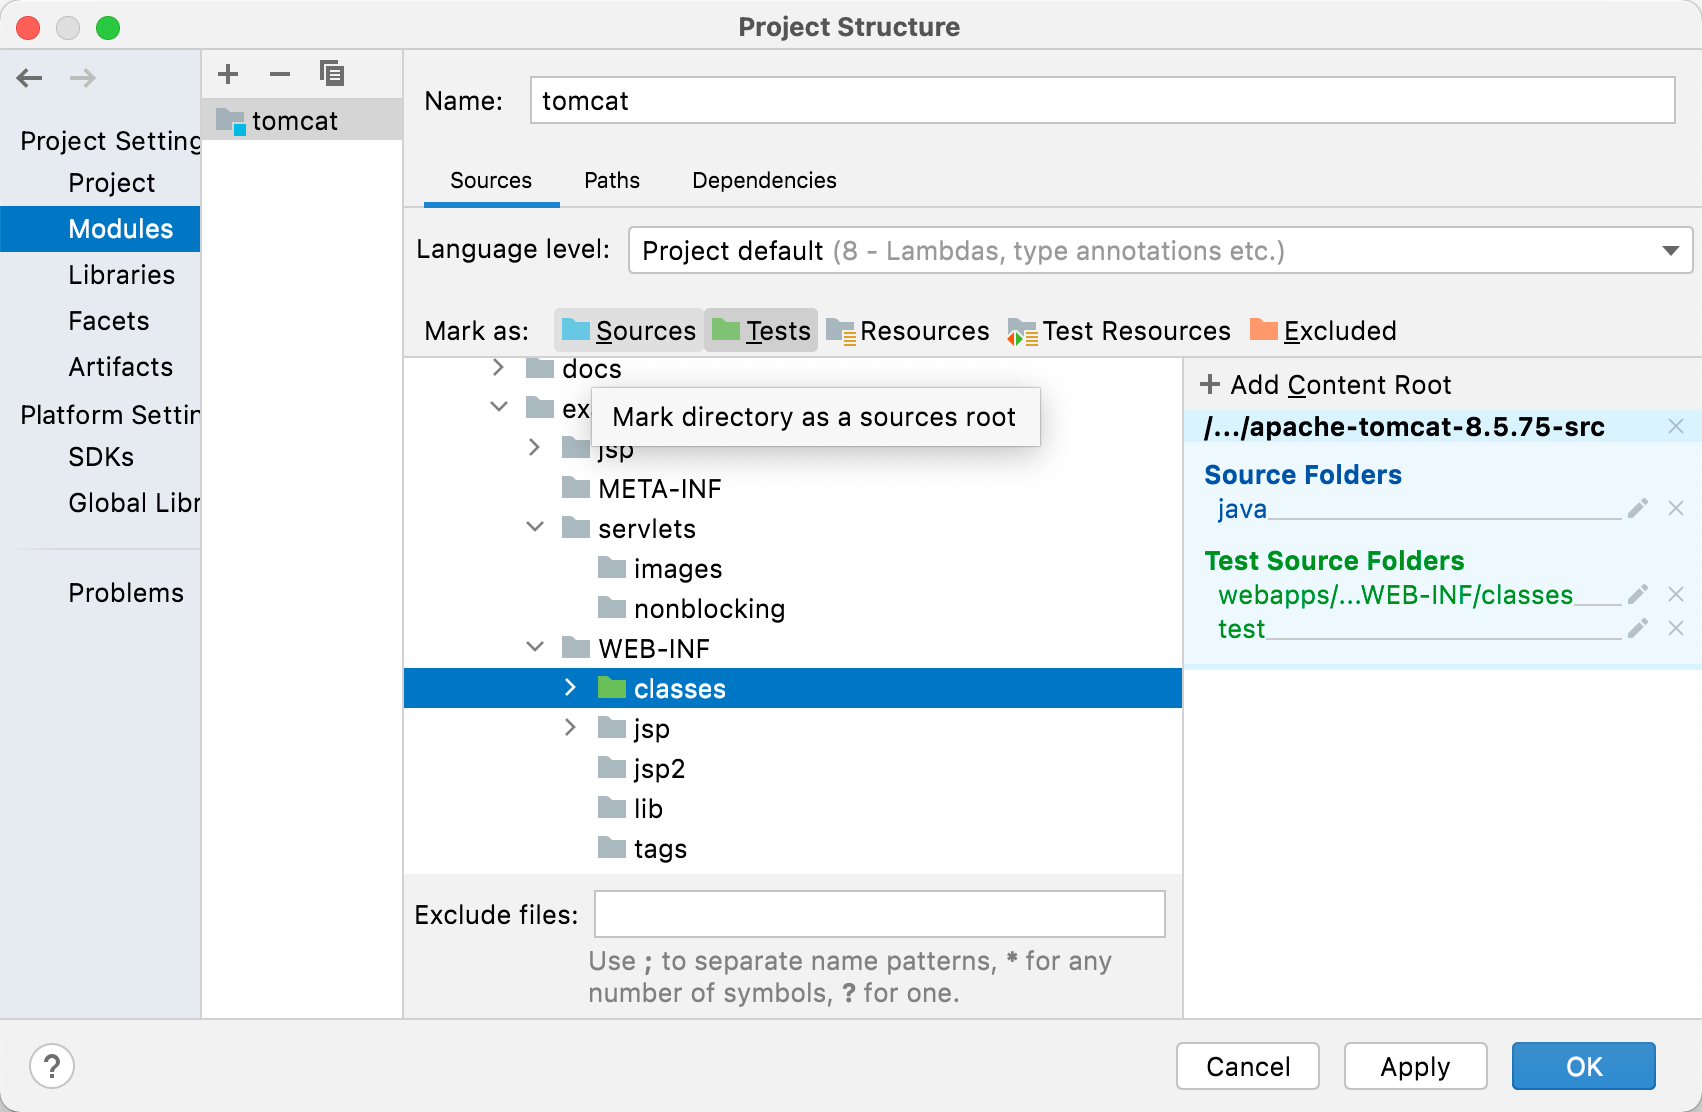 Project Structure
tomcat
Project Setting
Project
Modules
Libraries
Facets
Artifacts
Platform Settin
SDKs
Global Libr
Problems
Name: tomcat
Sources Paths Dependencies
Language level: Project default (8 - Lambdas, type annotations etc.)
Mark as: Sources Tests Resources Test Resources Excluded
docs
ex
Mark directory as a sources root
jsp
META-INF
servlets
images
nonblocking
WEB-INF
classes
jsp
jsp2
lib
tags
Exclude files:
Use ; to separate name patterns, * for any
number of symbols, ? for one.
+ Add Content Root
/.../apache-tomcat-8.5.75-src
Source Folders
java
Test Source Folders
webapps/...WEB-INF/classes
test
?
Cancel Apply OK